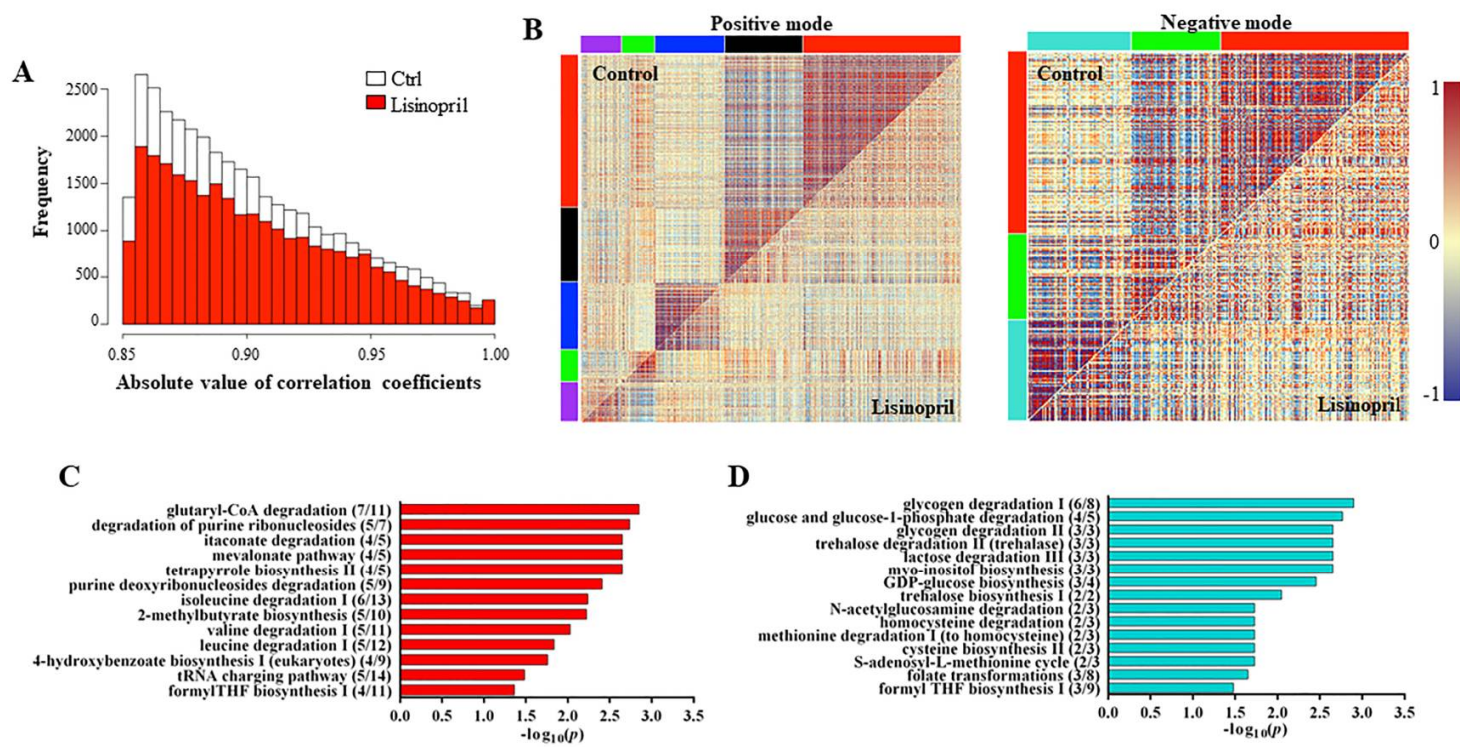 A
Ctrl
Lisinopril
Frequency
2500
2000
1500
1000
500
0
0.85
0.90
0.95
1.00
Absolute value of correlation coefficients
B
Positive mode
Control
Lisinopril
Negative mode
Control
Lisinopril
1
0
-1
C
glutaryl-CoA degradation (7/11)
degradation of purine ribonucleosides (5/7)
itaconate degradation (4/5)
mevalonate pathway (4/5)
tetrapyrrole biosynthesis II (4/5)
purine deoxyribonucleosides degradation (5/9)
isoleucine degradation I (6/13)
2-methylbutyrate biosynthesis (5/10)
valine degradation I (5/11)
leucine degradation I (5/12)
4-hydroxybenzoate biosynthesis I (eukaryotes) (4/9)
tRNA charging pathway (5/14)
formylTHF biosynthesis I (4/11)
0.0 0.5 1.0 1.5 2.0 2.5 3.0 3.5
-log10(p)
D
glycogen degradation I (6/8)
glucose and glucose-1-phosphate degradation (4/5)
glycogen degradation II (3/3)
trehalose degradation II (trehalase) (3/3)
lactose degradation III (3/3)
myo-inositol biosynthesis (3/3)
GDP-glucose biosynthesis (3/4)
trehalose biosynthesis I (2/2)
N-acetylglucosamine degradation (2/3)
homocysteine degradation (2/3)
methionine degradation I (to homocysteine) (2/3)
cysteine biosynthesis II (2/3)
S-adenosyl-L-methionine cycle (2/3
folate transformations (3/8)
formyl THF biosynthesis I (3/9)
0.0 0.5 1.0 1.5 2.0 2.5 3.0 3.5
-log10(p)